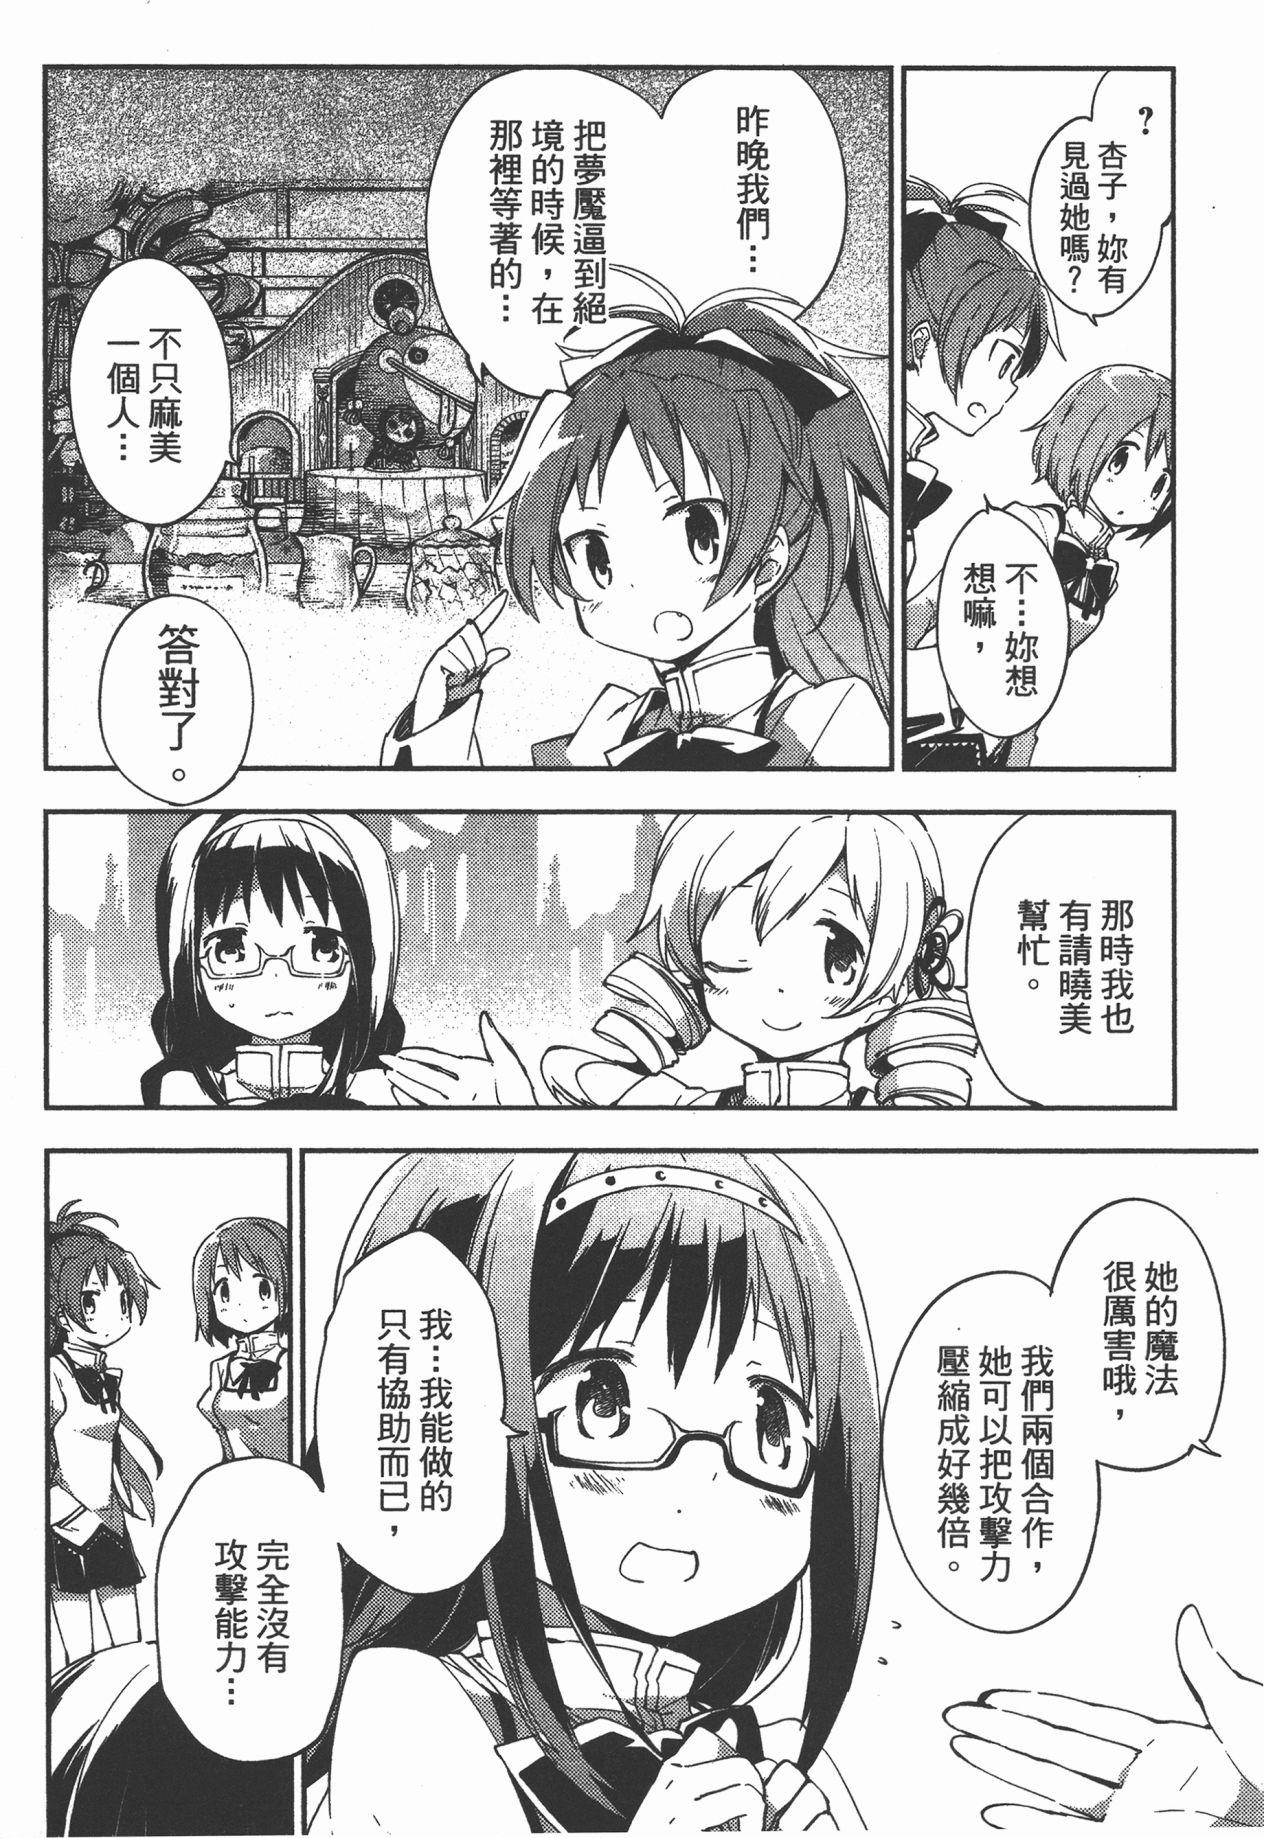 ？
杏子，妳有
見過她嗎？
不…妳想
想嘛，
昨晚我們…
把夢魘逼到絕
境的時候，在
那裡等著的…
不只麻美
一個人…
答對了。
那時我也
有請曉美
幫忙。
她的魔法
很厲害哦，
我們兩個合作，
她可以把攻擊力
壓縮成好幾倍。
我…我能做的
只有協助而已，
完全沒有
攻擊能力…